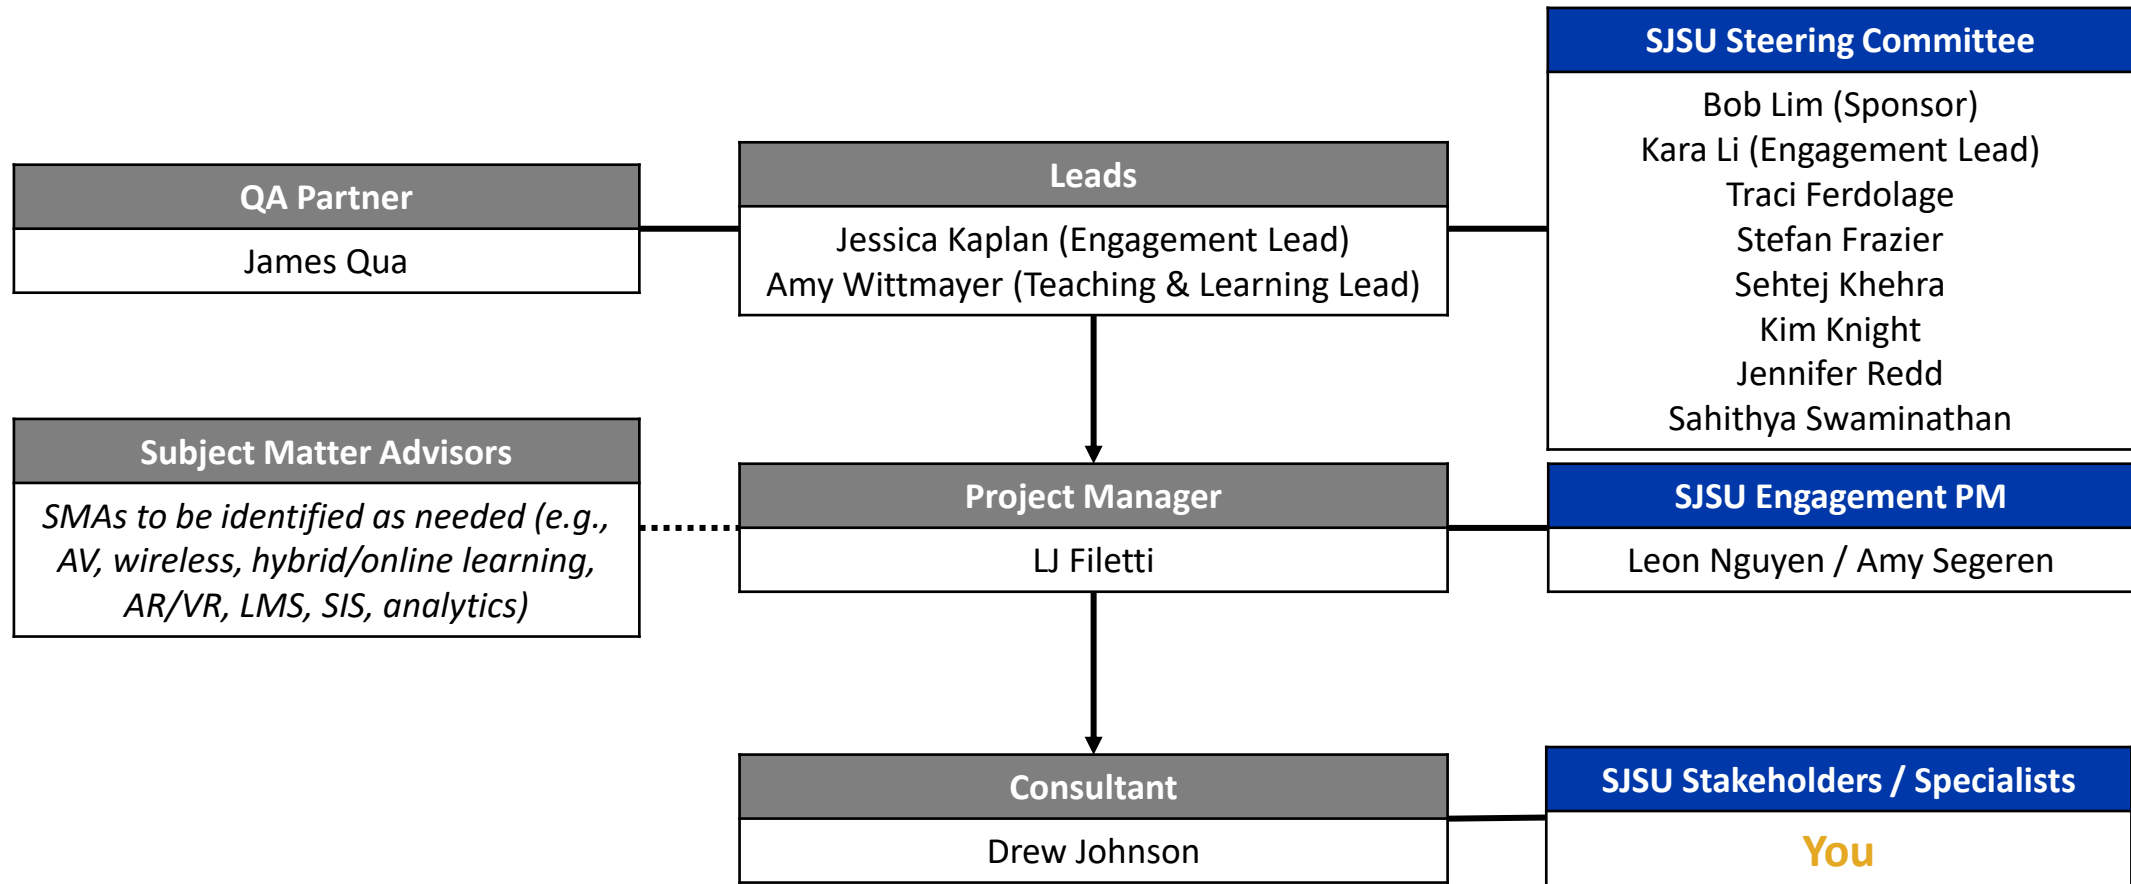 SJSU Steering Committee
Bob Lim (Sponsor)
Kara Li (Engagement Lead)
Traci Ferdolage
Stefan Frazier
Sehtej Khehra
Kim Knight
Jennifer Redd
Sahithya Swaminathan
Leads
Jessica Kaplan (Engagement Lead)
Amy Wittmayer (Teaching & Learning Lead)
QA Partner
James Qua
Subject Matter Advisors
SMAs to be identified as needed (e.g.,
AV, wireless, hybrid/online learning,
AR/VR, LMS, SIS, analytics)
Project Manager
LJ Filetti
SJSU Engagement PM
Leon Nguyen / Amy Segeren
Consultant
Drew Johnson
SJSU Stakeholders / Specialists
You